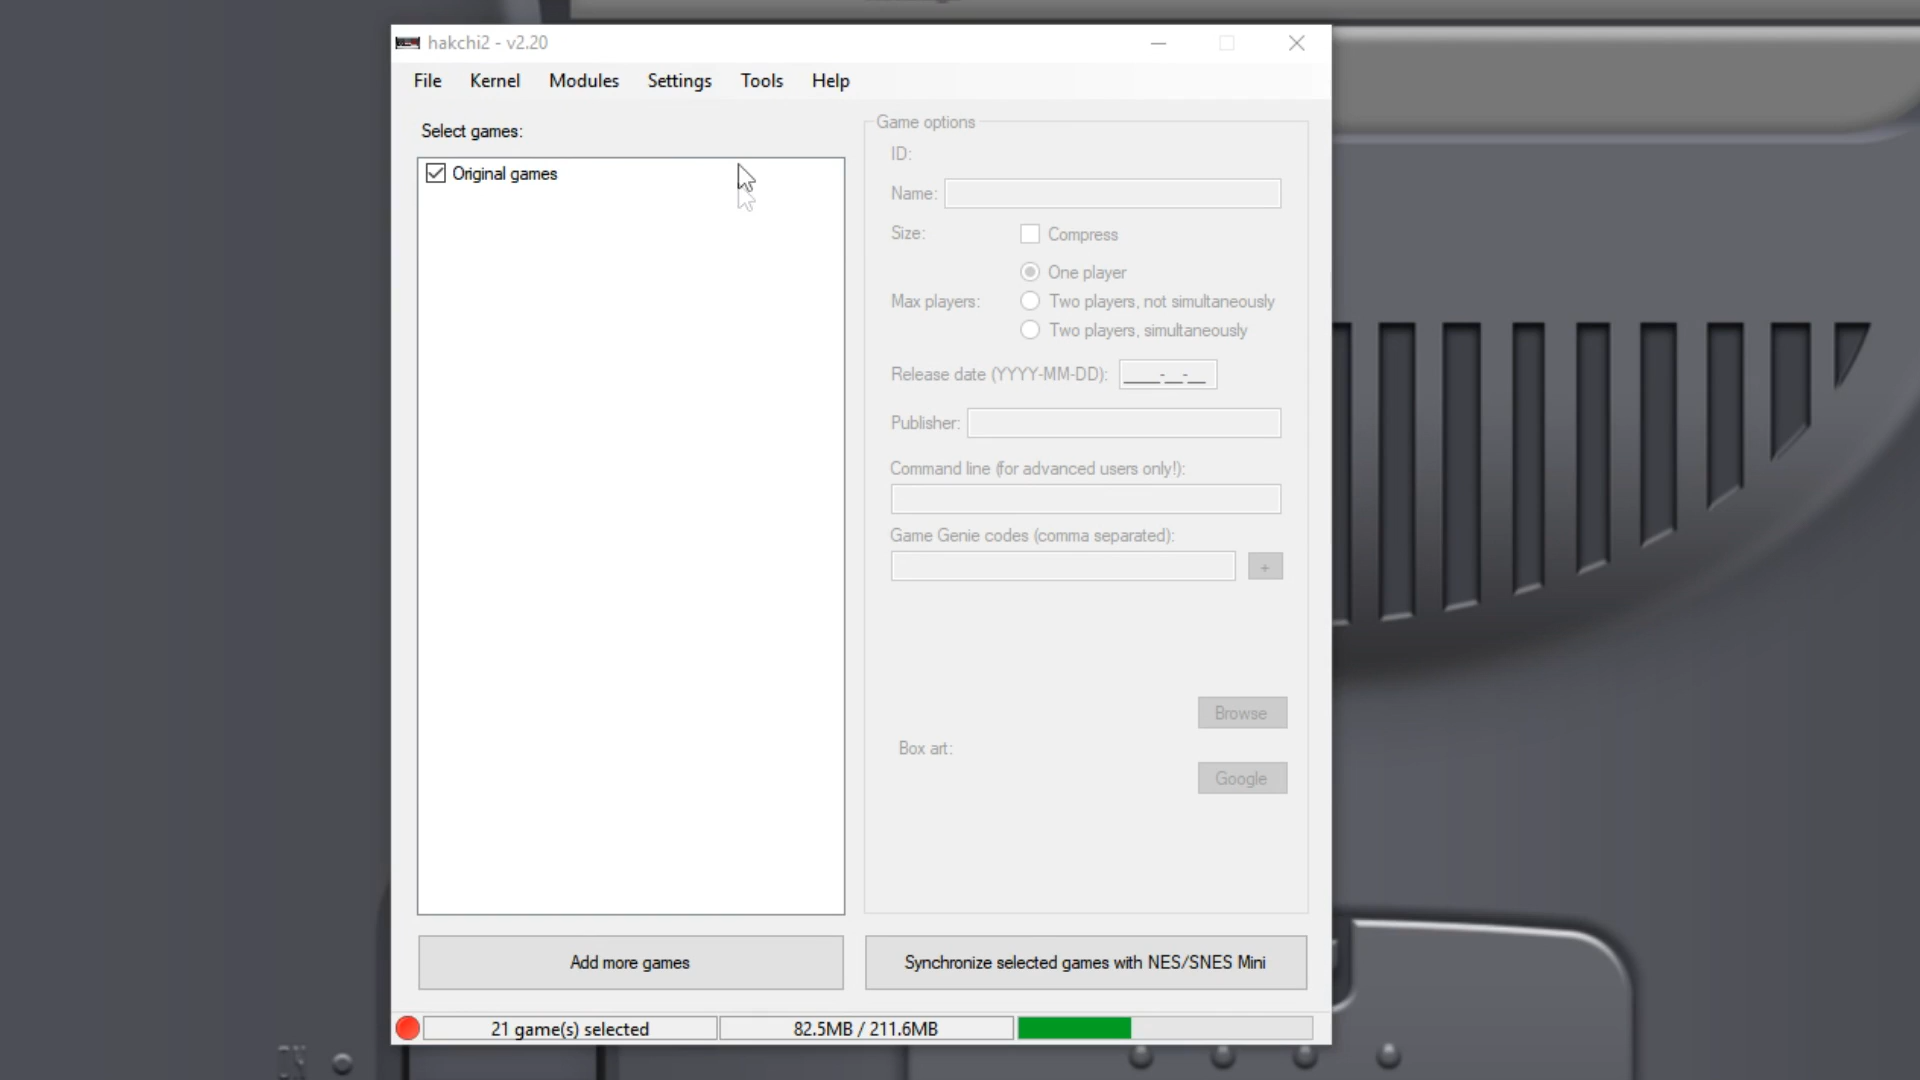 hakchi2 - v2.20
File Kernel Modules Settings Tools Help
Select games:
Original games
Game options
ID:
Name:
Size:
Compress
One player
Max players:
Two players, not simultaneously
Two players, simultaneously
Release date (YYYY-MM-DD): ____-__-__
Publisher:
Command line (for advanced users only!):
Game Genie codes (comma separated):
+
Browse
Box art:
Google
Add more games
Synchronize selected games with NES/SNES Mini
21 game(s) selected
82.5MB / 211.6MB